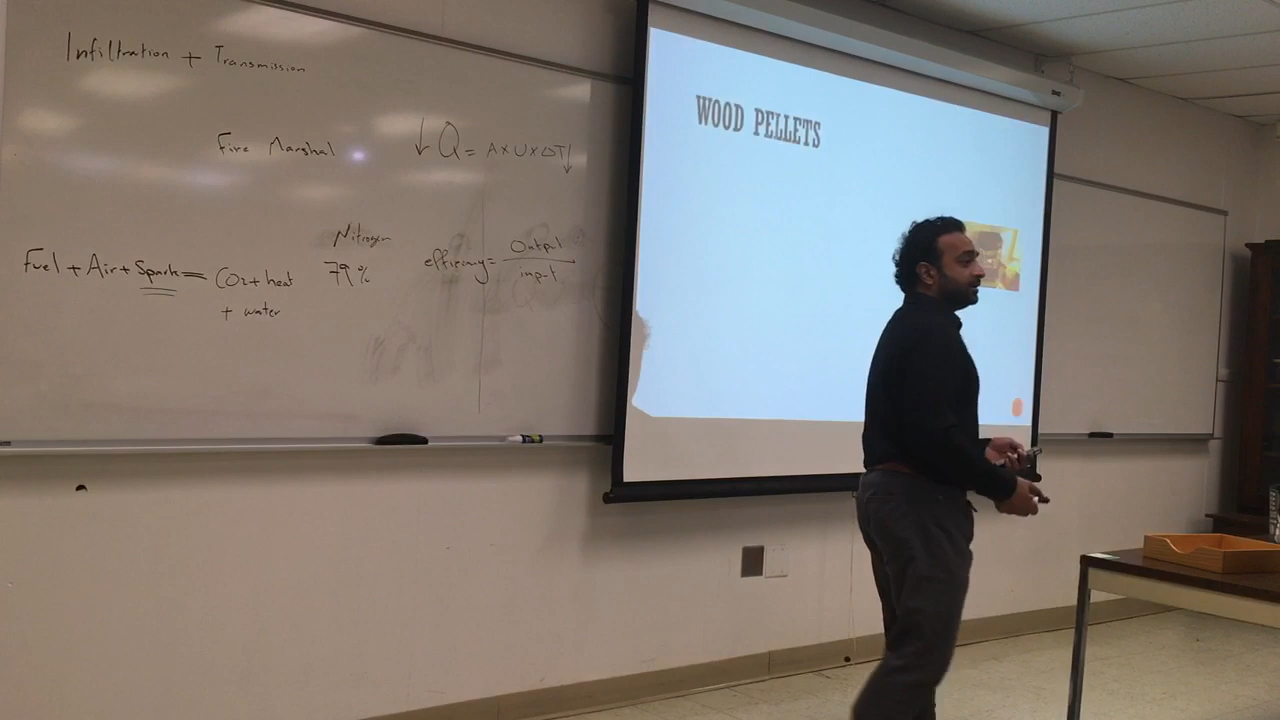 Infiltration + Transmission
Fire Marshal
↓ Q = A×U×ΔT↓
Fuel + Air + Spark = CO2 + heat
+ water
Nitrogen
79%
efficiency = Output
input
WOOD PELLETS